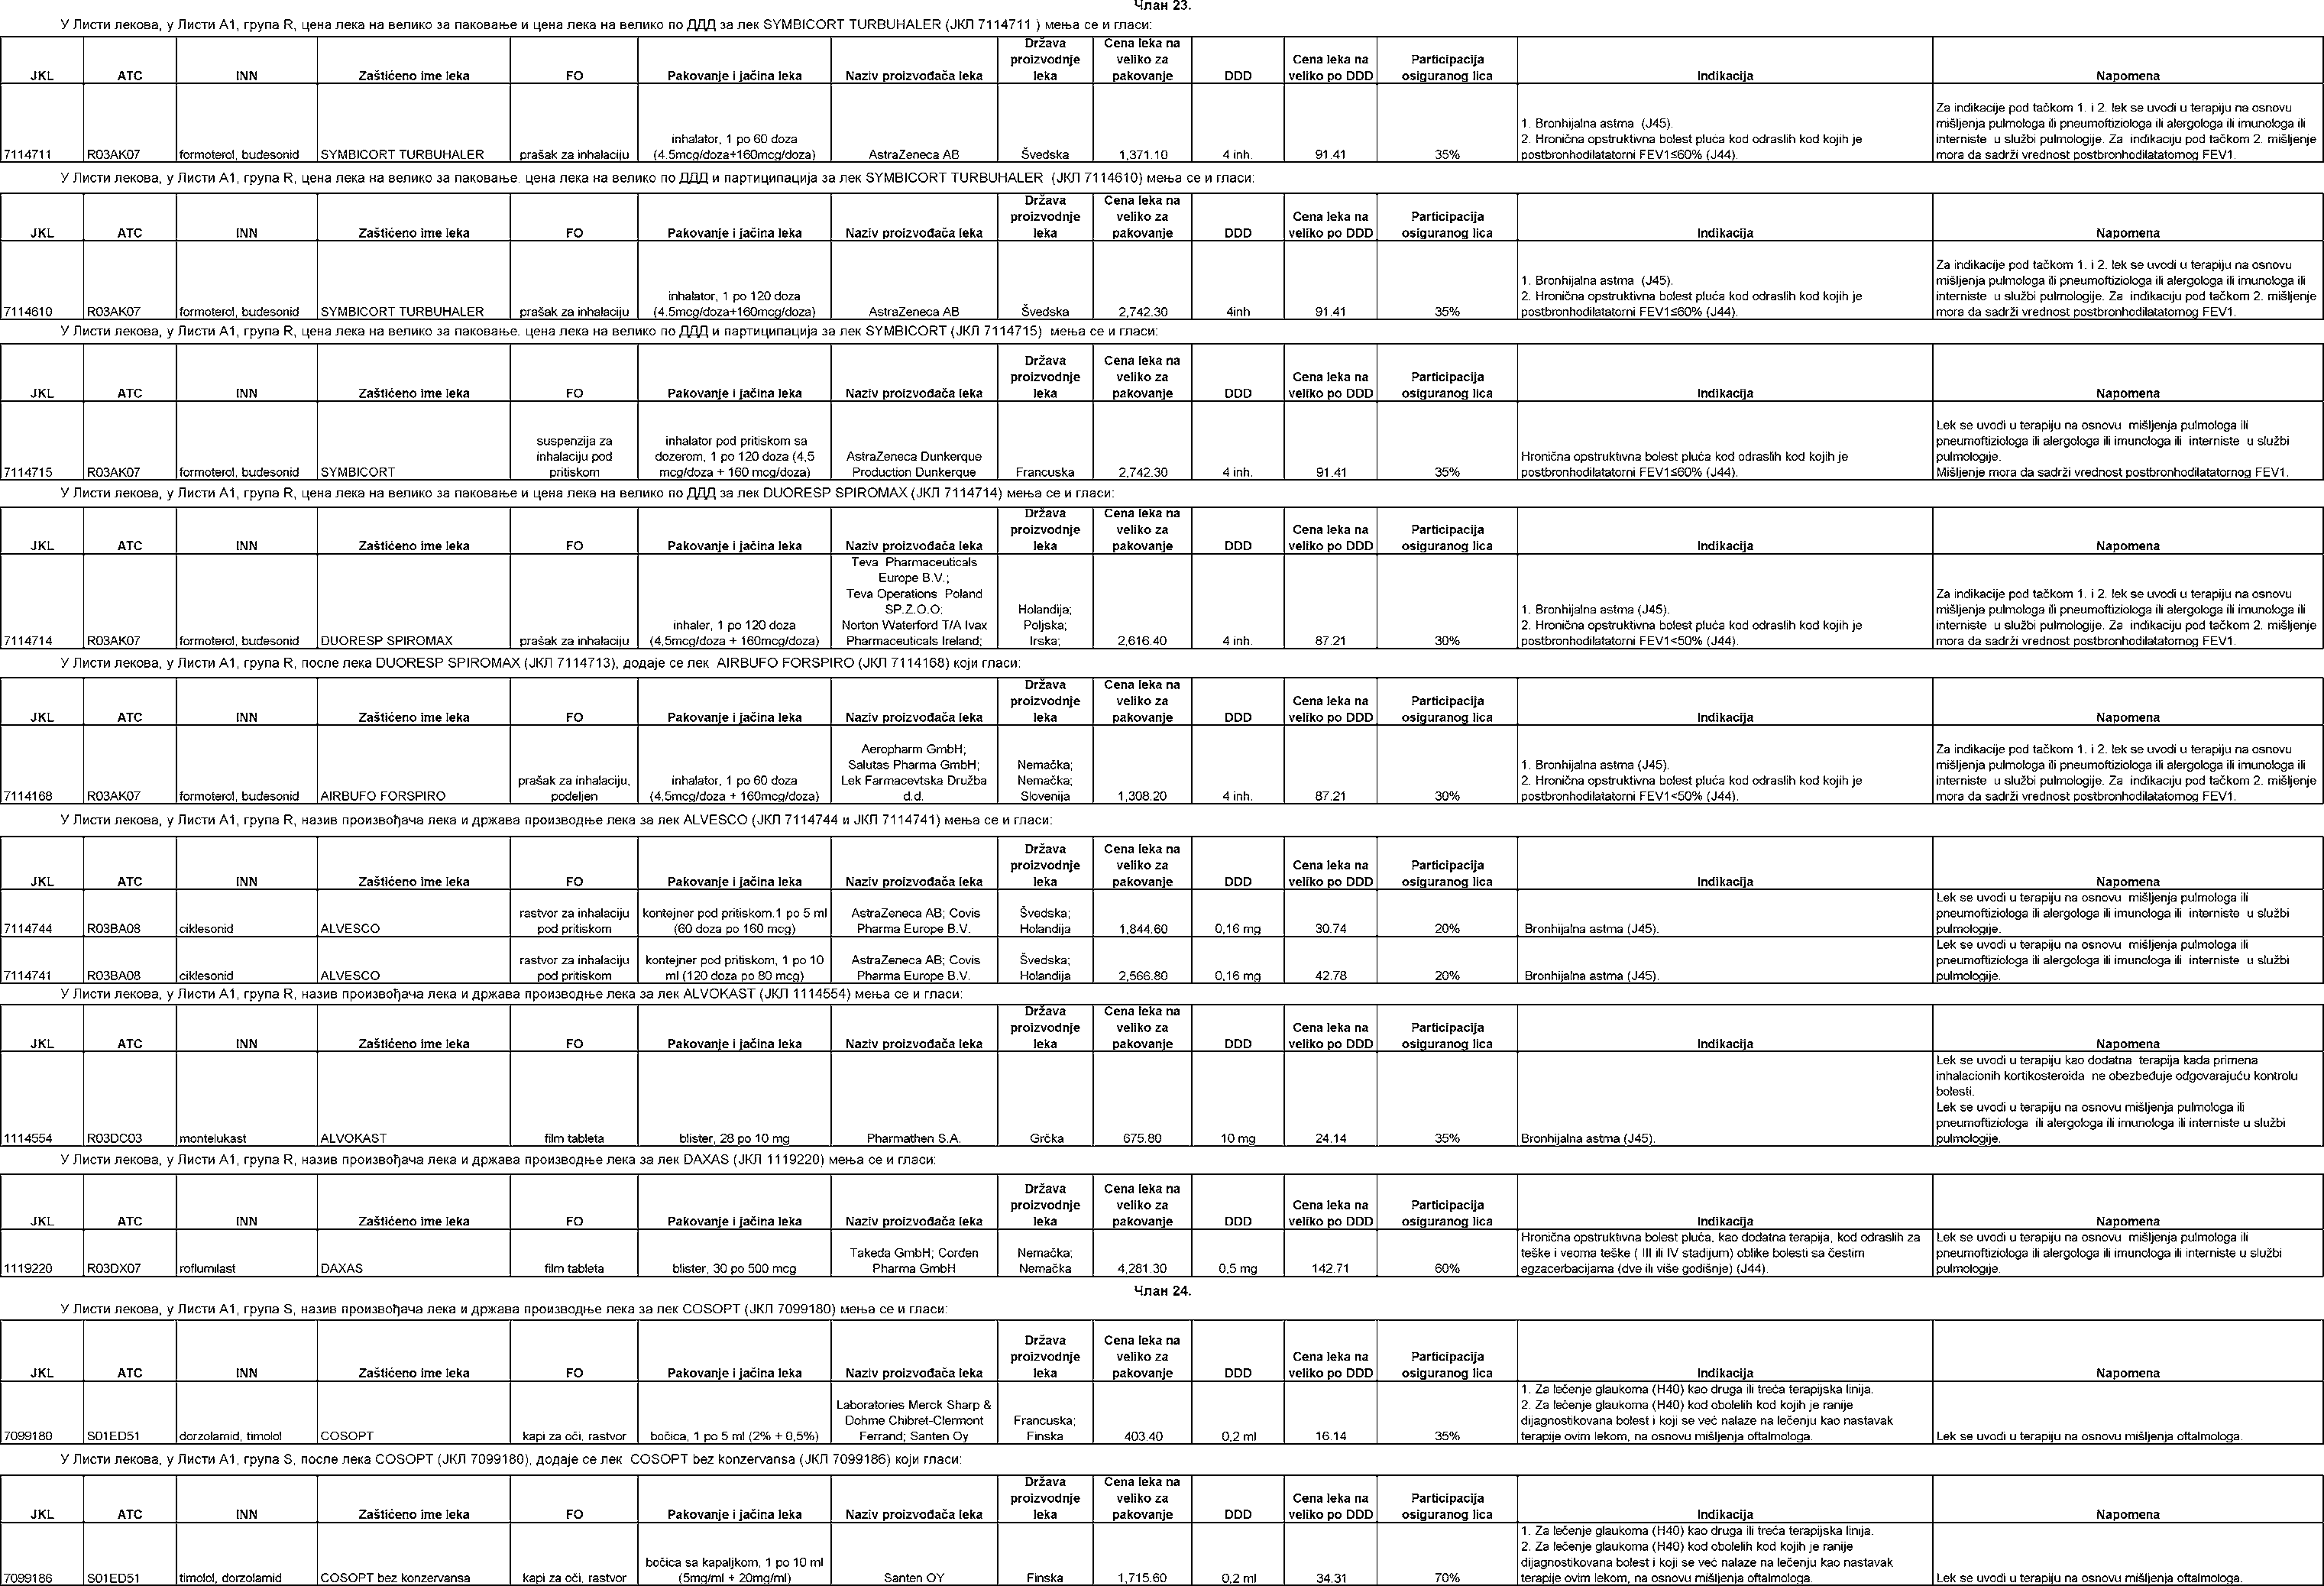 Члан 23.
У Листи лекова, у Листи А1, група R, цена лека на велико за паковање и цена лека на велико по ДДД за лек SYMBICORT TURBUHALER (ЈКЛ 7114711 ) мења се и гласи:
JKL ATC INN Zaštićeno ime leka FO Pakovanje i jačina leka Naziv proizvođača leka Država proizvodnje leka Cena leka na veliko za pakovanje DDD Cena leka na veliko po DDD Participacija osiguranog lica Indikacija Napomena
7114711 R03AK07 formoterol, budesonid SYMBICORT TURBUHALER prašak za inhalaciju inhalator, 1 po 60 doza (4.5mcg/doza+160mcg/doza) AstraZeneca AB Švedska 1,371.10 4 inh. 91.41 35% 1. Bronhijalna astma (J45). 2. Hronična opstruktivna bolest pluća kod odraslih kod kojih je postbronhodilatatorni FEV1≤60% (J44). Za indikacije pod tačkom 1. i 2. lek se uvodi u terapiju na osnovu mišljenja pulmologa ili pneumoftiziologa ili alergologa ili imunologa ili interniste u službi pulmologije. Za indikaciju pod tačkom 2. mišljenje mora da sadrži vrednost postbronhodilatatornog FEV1.
У Листи лекова, у Листи А1, група R, цена лека на велико за паковање, цена лека на велико по ДДД и партиципација за лек SYMBICORT TURBUHALER (ЈКЛ 7114610) мења се и гласи:
JKL ATC INN Zaštićeno ime leka FO Pakovanje i jačina leka Naziv proizvođača leka Država proizvodnje leka Cena leka na veliko za pakovanje DDD Cena leka na veliko po DDD Participacija osiguranog lica Indikacija Napomena
7114610 R03AK07 formoterol, budesonid SYMBICORT TURBUHALER prašak za inhalaciju inhalator, 1 po 120 doza (4.5mcg/doza+160mcg/doza) AstraZeneca AB Švedska 2,742.30 4inh 91.41 35% 1. Bronhijalna astma (J45). 2. Hronična opstruktivna bolest pluća kod odraslih kod kojih je postbronhodilatatorni FEV1≤60% (J44). Za indikacije pod tačkom 1. i 2. lek se uvodi u terapiju na osnovu mišljenja pulmologa ili pneumoftiziologa ili alergologa ili imunologa ili interniste u službi pulmologije. Za indikaciju pod tačkom 2. mišljenje mora da sadrži vrednost postbronhodilatatornog FEV1.
У Листи лекова, у Листи А1, група R, цена лека на велико за паковање, цена лека на велико по ДДД и партиципација за лек SYMBICORT (ЈКЛ 7114715) мења се и гласи:
JKL ATC INN Zaštićeno ime leka FO Pakovanje i jačina leka Naziv proizvođača leka Država proizvodnje leka Cena leka na veliko za pakovanje DDD Cena leka na veliko po DDD Participacija osiguranog lica Indikacija Napomena
7114715 R03AK07 formoterol, budesonid SYMBICORT suspenzija za inhalaciju pod pritiskom inhalator pod pritiskom sa dozerom, 1 po 120 doza (4,5 mcg/doza + 160 mcg/doza) AstraZeneca Dunkerque Production Dunkerque Francuska 2,742.30 4 inh. 91.41 35% Hronična opstruktivna bolest pluća kod odraslih kod kojih je postbronhodilatatorni FEV1≤60% (J44). Lek se uvodi u terapiju na osnovu mišljenja pulmologa ili pneumoftiziologa ili alergologa ili imunologa ili interniste u službi pulmologije. Mišljenje mora da sadrži vrednost postbronhodilatatornog FEV1.
У Листи лекова, у Листи А1, група R, цена лека на велико за паковање и цена лека на велико по ДДД за лек DUORESP SPIROMAX (ЈКЛ 7114714) мења се и гласи:
JKL ATC INN Zaštićeno ime leka FO Pakovanje i jačina leka Naziv proizvođača leka Država proizvodnje leka Cena leka na veliko za pakovanje DDD Cena leka na veliko po DDD Participacija osiguranog lica Indikacija Napomena
7114714 R03AK07 formoterol, budesonid DUORESP SPIROMAX prašak za inhalaciju inhaler, 1 po 120 doza (4,5mcg/doza + 160mcg/doza) Teva Pharmaceuticals Europe B.V.; Teva Operations Poland SP.Z.O.O; Norton Waterford T/A Ivax Pharmaceuticals Ireland; Holandija; Poljska; Irska; 2,616.40 4 inh. 87.21 30% 1. Bronhijalna astma (J45). 2. Hronična opstruktivna bolest pluća kod odraslih kod kojih je postbronhodilatatorni FEV1<50% (J44). Za indikacije pod tačkom 1. i 2. lek se uvodi u terapiju na osnovu mišljenja pulmologa ili pneumoftiziologa ili alergologa ili imunologa ili interniste u službi pulmologije. Za indikaciju pod tačkom 2. mišljenje mora da sadrži vrednost postbronhodilatatornog FEV1.
У Листи лекова, у Листи А1, група R, после лека DUORESP SPIROMAX (ЈКЛ 7114713), додаје се лек AIRBUFO FORSPIRO (ЈКЛ 7114168) који гласи:
JKL ATC INN Zaštićeno ime leka FO Pakovanje i jačina leka Naziv proizvođača leka Država proizvodnje leka Cena leka na veliko za pakovanje DDD Cena leka na veliko po DDD Participacija osiguranog lica Indikacija Napomena
7114168 R03AK07 formoterol, budesonid AIRBUFO FORSPIRO prašak za inhalaciju, podeljen inhalator, 1 po 60 doza (4,5mcg/doza + 160mcg/doza) Aeropharm GmbH; Salutas Pharma GmbH; Lek Farmacevtska Družba d.d. Nemačka; Nemačka; Slovenija 1,308.20 4 inh. 87.21 30% 1. Bronhijalna astma (J45). 2. Hronična opstruktivna bolest pluća kod odraslih kod kojih je postbronhodilatatorni FEV1<50% (J44). Za indikacije pod tačkom 1. i 2. lek se uvodi u terapiju na osnovu mišljenja pulmologa ili pneumoftiziologa ili alergologa ili imunologa ili interniste u službi pulmologije. Za indikaciju pod tačkom 2. mišljenje mora da sadrži vrednost postbronhodilatatornog FEV1.
У Листи лекова, у Листи А1, група R, назив произвођача лека и држава производње лека за лек ALVESCO (ЈКЛ 7114744 и ЈКЛ 7114741) мења се и гласи:
JKL ATC INN Zaštićeno ime leka FO Pakovanje i jačina leka Naziv proizvođača leka Država proizvodnje leka Cena leka na veliko za pakovanje DDD Cena leka na veliko po DDD Participacija osiguranog lica Indikacija Napomena
7114744 R03BA08 ciklesonid ALVESCO rastvor za inhalaciju pod pritiskom kontejner pod pritiskom,1 po 5 ml (60 doza po 160 mcg) AstraZeneca AB; Covis Pharma Europe B.V. Švedska; Holandija 1,844.60 0,16 mg 30.74 20% Bronhijalna astma (J45). Lek se uvodi u terapiju na osnovu mišljenja pulmologa ili pneumoftiziologa ili alergologa ili imunologa ili interniste u službi pulmologije.
7114741 R03BA08 ciklesonid ALVESCO rastvor za inhalaciju pod pritiskom kontejner pod pritiskom, 1 po 10 ml (120 doza po 80 mcg) AstraZeneca AB; Covis Pharma Europe B.V. Švedska; Holandija 2,566.80 0,16 mg 42.78 20% Bronhijalna astma (J45). Lek se uvodi u terapiju na osnovu mišljenja pulmologa ili pneumoftiziologa ili alergologa ili imunologa ili interniste u službi pulmologije.
У Листи лекова, у Листи А1, група R, назив произвођача лека и држава производње лека за лек ALVOKAST (ЈКЛ 1114554) мења се и гласи:
JKL ATC INN Zaštićeno ime leka FO Pakovanje i jačina leka Naziv proizvođača leka Država proizvodnje leka Cena leka na veliko za pakovanje DDD Cena leka na veliko po DDD Participacija osiguranog lica Indikacija Napomena
1114554 R03DC03 montelukast ALVOKAST film tableta blister, 28 po 10 mg Pharmathen S.A. Grčka 675.80 10 mg 24.14 35% Bronhijalna astma (J45). Lek se uvodi u terapiju kao dodatna terapija kada primena inhalacionih kortikosteroida ne obezbeđuje odgovarajuću kontrolu bolesti. Lek se uvodi u terapiju na osnovu mišljenja pulmologa ili pneumoftiziologa ili alergologa ili imunologa ili interniste u službi pulmologije.
У Листи лекова, у Листи А1, група R, назив произвођача лека и држава производње лека за лек DAXAS (ЈКЛ 1119220) мења се и гласи:
JKL ATC INN Zaštićeno ime leka FO Pakovanje i jačina leka Naziv proizvođača leka Država proizvodnje leka Cena leka na veliko za pakovanje DDD Cena leka na veliko po DDD Participacija osiguranog lica Indikacija Napomena
1119220 R03DX07 roflumilast DAXAS film tableta blister, 30 po 500 mcg Takeda GmbH; Corden Pharma GmbH Nemačka; Nemačka 4,281.30 0,5 mg 142.71 60% Hronična opstruktivna bolest pluća, kao dodatna terapija, kod odraslih za teške i veoma teške ( III ili IV stadijum) oblike bolesti sa čestim egzacerbacijama (dve ili više godišnje) (J44). Lek se uvodi u terapiju na osnovu mišljenja pulmologa ili pneumoftiziologa ili alergologa ili imunologa ili interniste u službi pulmologije.
Члан 24.
У Листи лекова, у Листи А1, група S, назив произвођача лека и држава производње лека за лек COSOPT (ЈКЛ 7099180) мења се и гласи:
JKL ATC INN Zaštićeno ime leka FO Pakovanje i jačina leka Naziv proizvođača leka Država proizvodnje leka Cena leka na veliko za pakovanje DDD Cena leka na veliko po DDD Participacija osiguranog lica Indikacija Napomena
7099180 S01ED51 dorzolamid, timolol COSOPT kapi za oči, rastvor bočica, 1 po 5 ml (2% + 0,5%) Laboratories Merck Sharp & Dohme Chibret-Clermont Ferrand; Santen Oy Francuska; Finska 403.40 0,2 ml 16.14 35% 1. Za lečenje glaukoma (H40) kao druga ili treća terapijska linija. 2. Za lečenje glaukoma (H40) kod obolelih kod kojih je ranije dijagnostikovana bolest i koji se već nalaze na lečenju kao nastavak terapije ovim lekom, na osnovu mišljenja oftalmologa. Lek se uvodi u terapiju na osnovu mišljenja oftalmologa.
У Листи лекова, у Листи А1, група S, после лека COSOPT (ЈКЛ 7099180), додаје се лек COSOPT bez konzervansa (ЈКЛ 7099186) који гласи:
JKL ATC INN Zaštićeno ime leka FO Pakovanje i jačina leka Naziv proizvođača leka Država proizvodnje leka Cena leka na veliko za pakovanje DDD Cena leka na veliko po DDD Participacija osiguranog lica Indikacija Napomena
7099186 S01ED51 timolol, dorzolamid COSOPT bez konzervansa kapi za oči, rastvor bočica sa kapaljkom, 1 po 10 ml (5mg/ml + 20mg/ml) Santen OY Finska 1,715.60 0,2 ml 34.31 70% 1. Za lečenje glaukoma (H40) kao druga ili treća terapijska linija. 2. Za lečenje glaukoma (H40) kod obolelih kod kojih je ranije dijagnostikovana bolest i koji se već nalaze na lečenju kao nastavak terapije ovim lekom, na osnovu mišljenja oftalmologa. Lek se uvodi u terapiju na osnovu mišljenja oftalmologa.